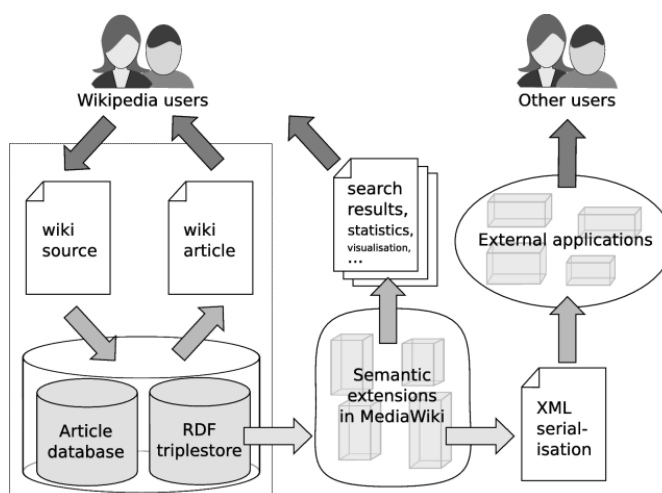 Wikipedia users
Other users
wiki
source
wiki
article
search
results,
statistics,
visualisation,
...
External applications
Semantic
extensions
in MediaWiki
XML
serial-
isation
Article
database
RDF
triplestore